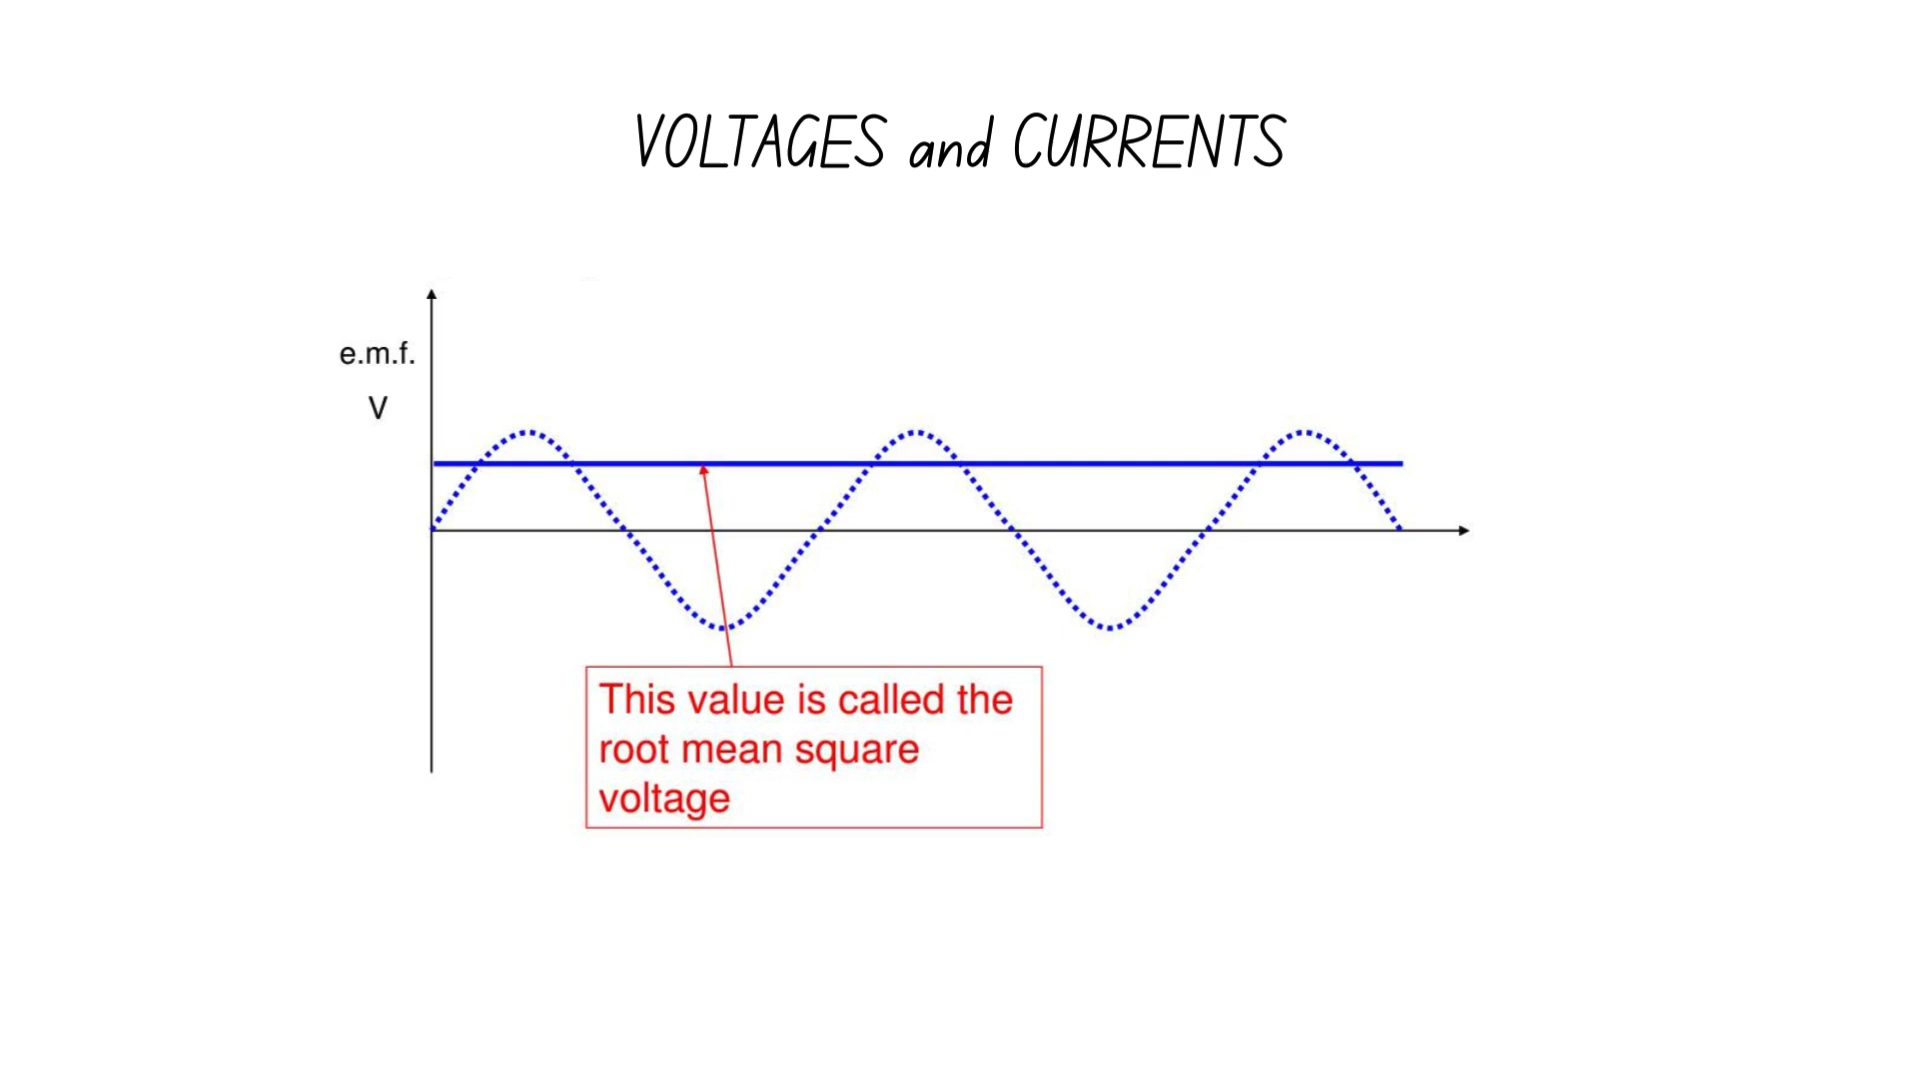 VOLTAGES and CURRENTS
e.m.f.
V
This value is called the
root mean square
voltage